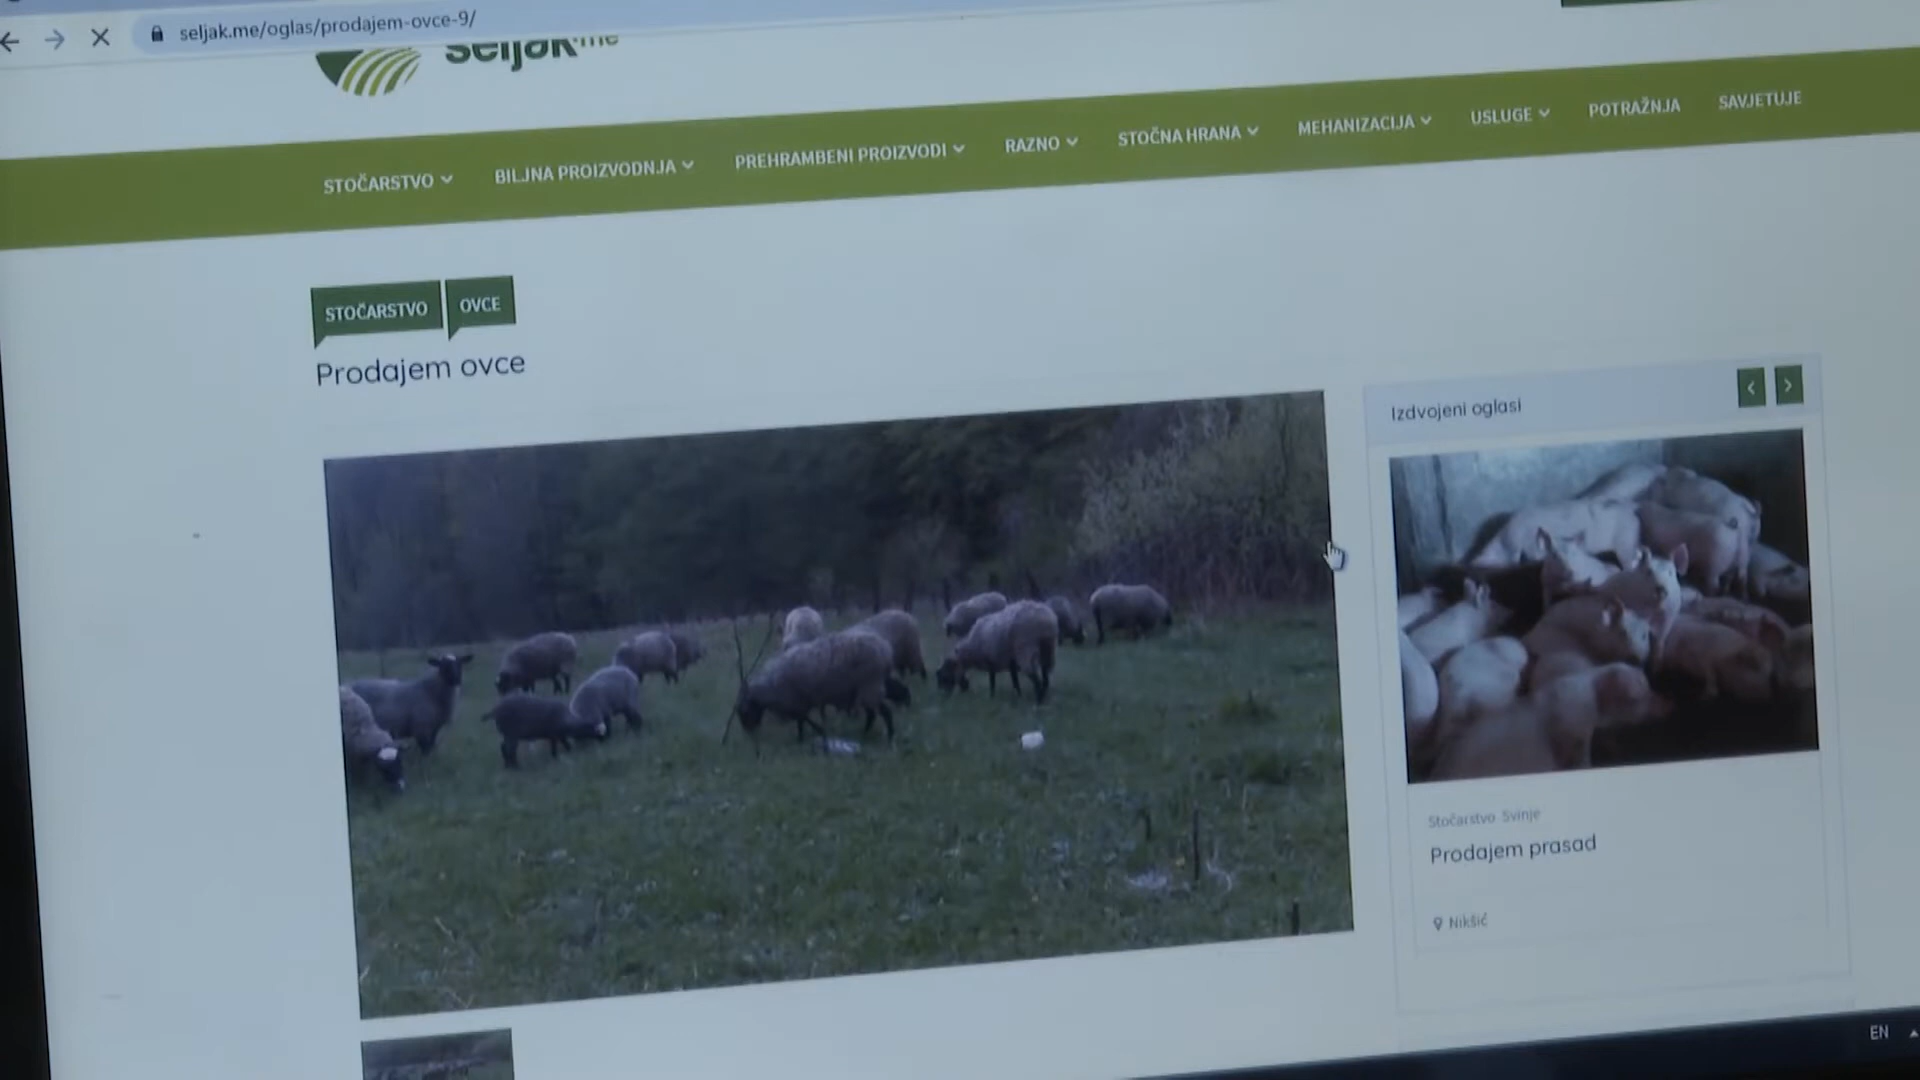 seljak.me/oglas/prodajem-ovce-9/
seljak.me
STOČARSTVO BILJNA PROIZVODNJA PREHRAMBENI PROIZVODI RAZNO STOČNA HRANA MEHANIZACIJA USLUGE POTRAŽNJA SAVJETUJE
STOČARSTVO OVCE
Prodajem ovce
Izdvojeni oglasi
Stočarstvo Svinje
Prodajem prasad
Nikšić
EN